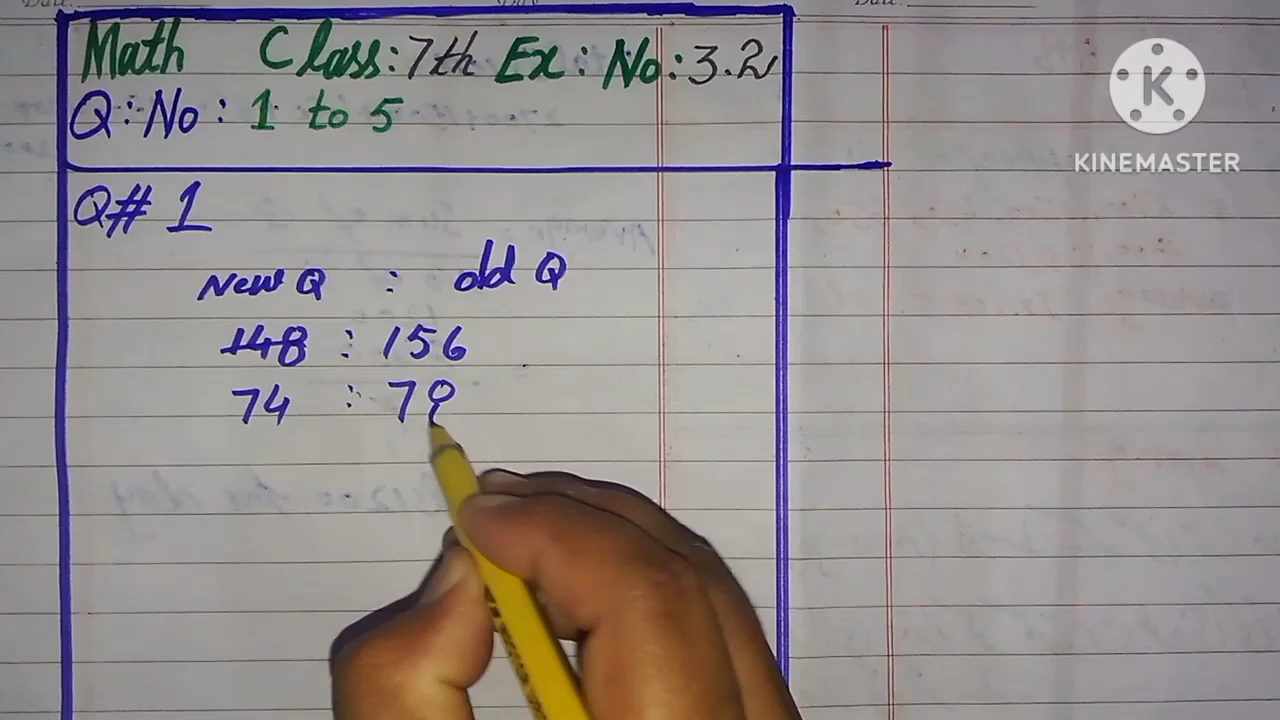 Math Class: 7th Ex: No: 3.2
Q: No: 1 to 5
Q# 1
New Q : old Q
148 : 156
74 : 78
KINEMASTER